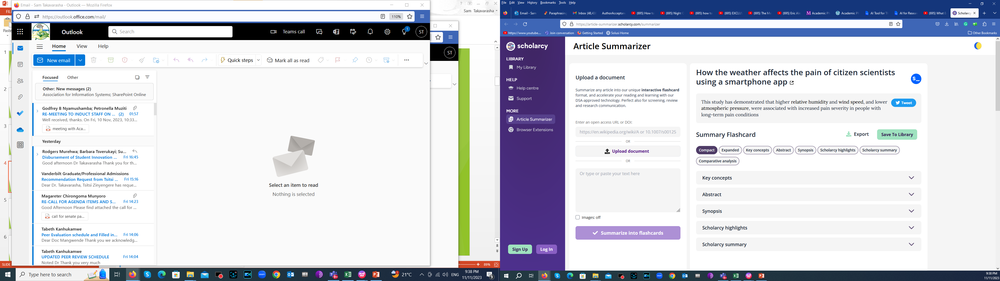 Email - Sam Takavarasha - Outlook — Mozilla Firefox
https://outlook.office.com/mail/
110%
Outlook
Search
Teams call
1
ST
Home
View
Help
New email
Quick steps
Mark all as read
Focused
Other
Other: New messages (2)
Association for Information Systems; SharePoint Online
Godfrey B Nyamushamba; Petronella Muziti
RE-MEETING TO INDUCT STAFF ON ... (2) 01:57
Well received, thanks. On Fri, 10 Nov, 2023, 10:33...
meeting with Aca...
Yesterday
Rodgers Murehwa; Barbara Tsverukayi; Su...
Disbursement of Student Innovation ... Fri 16:45
Good afternoon Dr Takavarasha Thank you for th...
Vanderbilt Graduate/Professional Admissions
Recommendation Request from Tsitsi ... Fri 15:16
Dear Dr. Takavarasha, Tsitsi Zinyengere has reque...
Magareter Chirongoma Munyoro
RE-CALL FOR AGENDA ITEMS AND S... Fri 14:23
Good Afternoon Please find attached the call for ...
call for senate pa...
Tabeth Kanhukamwe
Peer Evaluation schedule and Filled in... Fri 14:06
Dear Doc Mangwende Thank you we acknowledg...
Tabeth Kanhukamwe
UPDATED PEER REVIEW SCHEDULE Fri 14:04
Noted Dr Thank you very much
Select an item to read
Nothing is selected
FIL
Paste
1
2
3
4
5
6
SLIDE
Sam Takavarasha
ST
89%
Type here to search
21°C
ENG
9:38 PM
11/11/2023
9
File Edit View History Bookmarks Tools Help
Email - Sam
Paraphrasing
Inbox (48,438
AuthorAcceptan
(695) How to
(695) Night C
(695) how to
(695) EXCLUS
(695) The Mo
(695) Eric Ale
Academic Ph
Academic Ph
AI Tool for Th
AI for Resear
(695) What E
Scholarcy
https://article-summarizer.scholarcy.com/summarizer
https://www.youtube....
Join conversation
Getting Started
Solusi Home
Other Bookmarks
scholarcy
LIBRARY
My Library
HELP
Help centre
Support
MORE
Article Summarizer
Browser Extensions
Sign Up
Log In
Article Summarizer
Upload a document
Summarize any article into our unique interactive flashcard
format, and accelerate your reading and learning with our
DSA-approved technology. Perfect also for screening, review
and research communication.
Enter an open access URL or DOI:
https://en.wikipedia.org/wiki/A or 10.1007/s00125
OR
Upload document
OR
Or type or paste your text here
Images: off
Summarize into flashcards
How the weather affects the pain of citizen scientists
using a smartphone app
S_
This study has demonstrated that higher relative humidity and wind speed, and lower
atmospheric pressure, were associated with increased pain severity in people with
long-term pain conditions
Tweet
Summary Flashcard
Export
Save To Library
Compact
Expanded
Key concepts
Abstract
Synopsis
Scholarcy highlights
Scholarcy summary
Comparative analysis
Key concepts
Abstract
Synopsis
Scholarcy highlights
Scholarcy summary
9:38 PM
11/11/2023